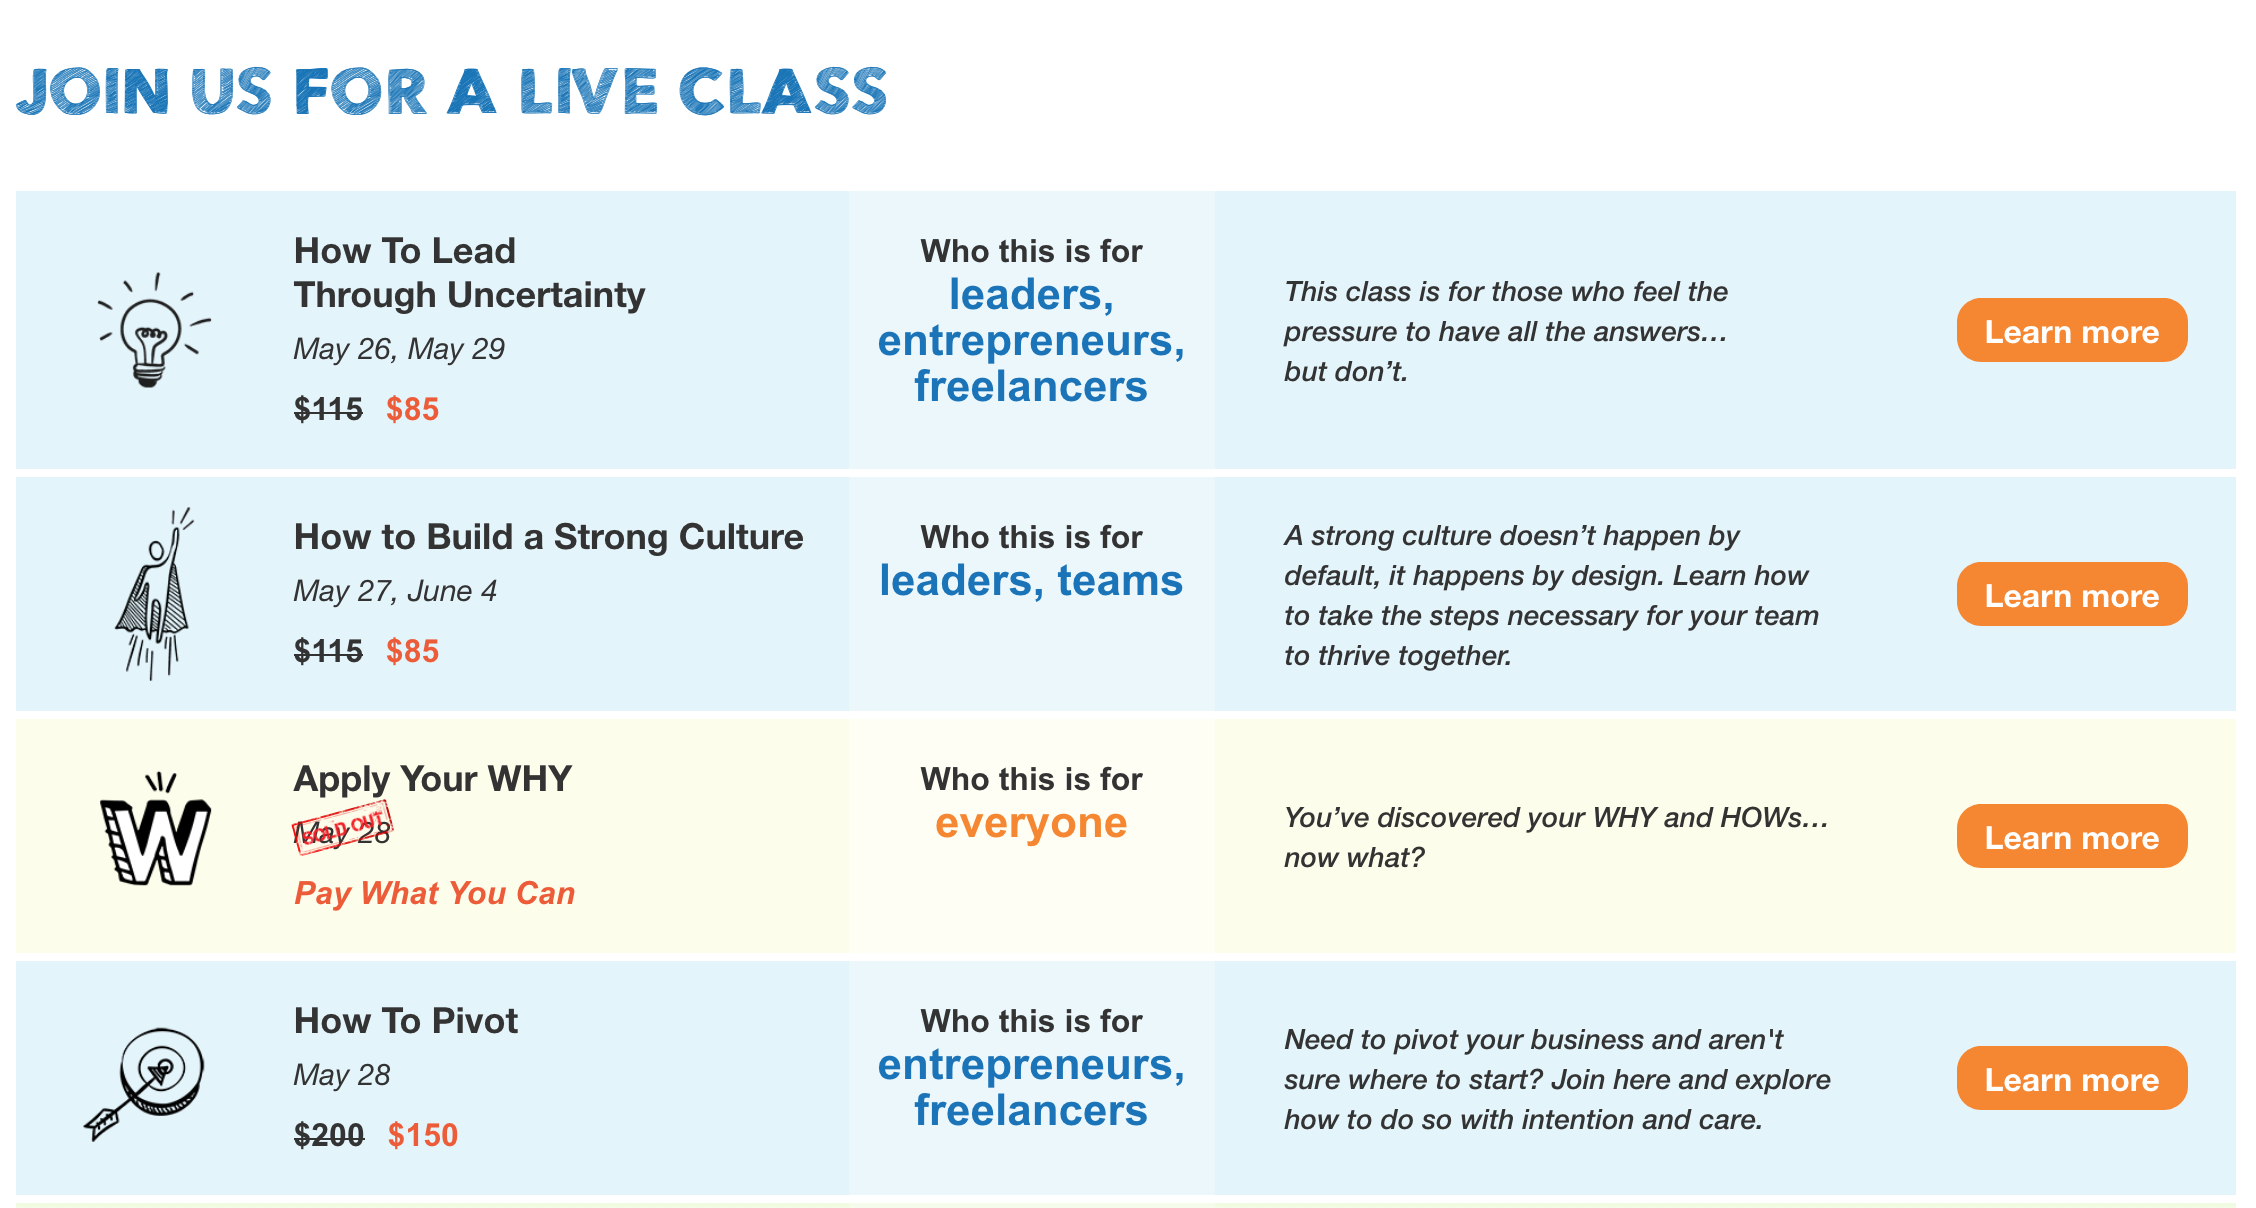 JOIN US FOR A LIVE CLASS
How To Lead
Through Uncertainty
May 26, May 29
$115 $85
Who this is for
leaders,
entrepreneurs,
freelancers
This class is for those who feel the
pressure to have all the answers…
but don’t.
Learn more
How to Build a Strong Culture
May 27, June 4
$115 $85
Who this is for
leaders, teams
A strong culture doesn’t happen by
default, it happens by design. Learn how
to take the steps necessary for your team
to thrive together.
Learn more
Apply Your WHY
May 28
SOLD OUT
Pay What You Can
Who this is for
everyone
You’ve discovered your WHY and HOWs…
now what?
Learn more
How To Pivot
May 28
$200 $150
Who this is for
entrepreneurs,
freelancers
Need to pivot your business and aren't
sure where to start? Join here and explore
how to do so with intention and care.
Learn more